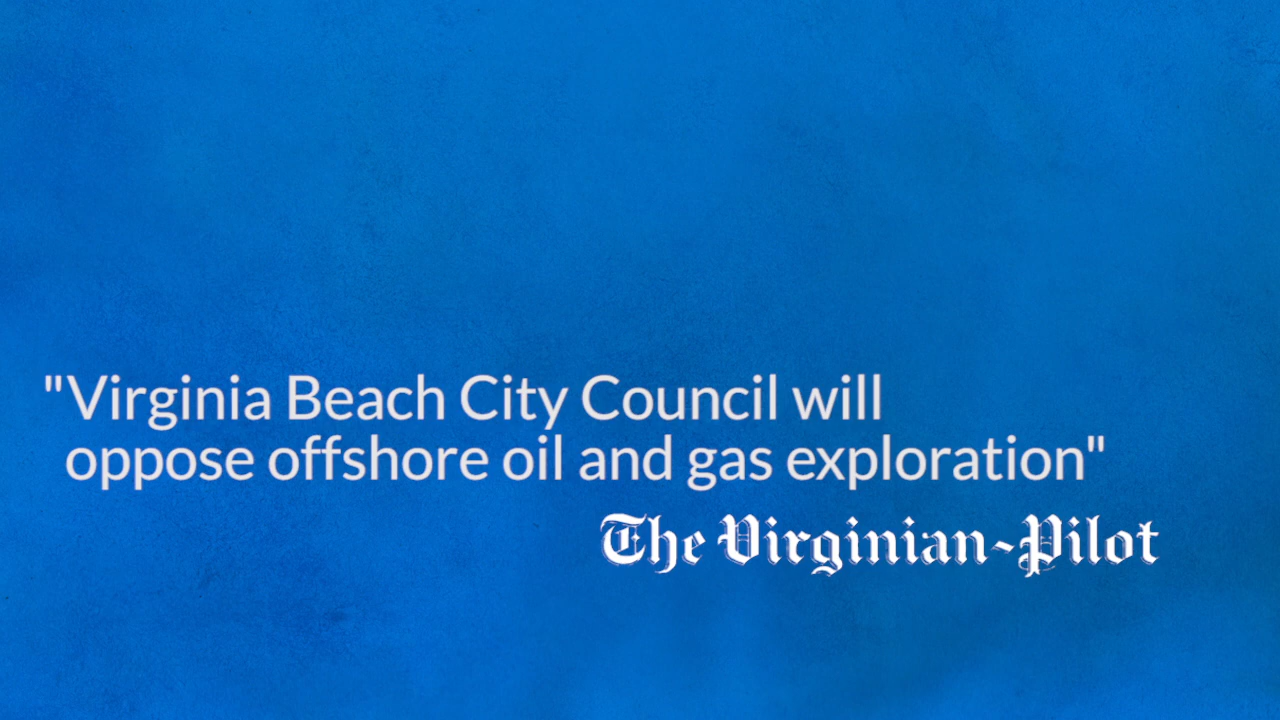 "Virginia Beach City Council will
oppose offshore oil and gas exploration"
The Virginian-Pilot